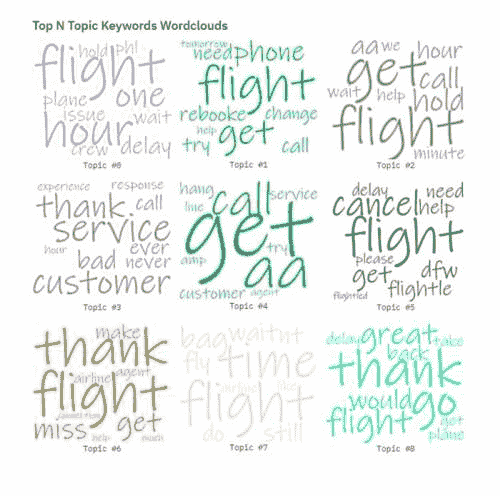 Top N Topic Keywords Wordclouds
hold phl
flight
plane one
issue wait
hour
crew delay
Topic #0
tomorrow
need phone
flight
rebooke change
help get
try call
Topic #1
aa we hour
get call
wait help hold
flight
minute
Topic #2
experience response
thank call
service
hour ever
bad never
customer
Topic #3
hang call service
line get try
amp aa
customer agent
Topic #4
delay need
cancel help
flight
please
get dfw
flightled flightle
Topic #5
make
thank
airline agent
flight
miss get
help much
Topic #6
bag waitnt
fly time
airline like
flight
do still
Topic #7
delay great take
back
thank
would go
flight get
plane
Topic #8